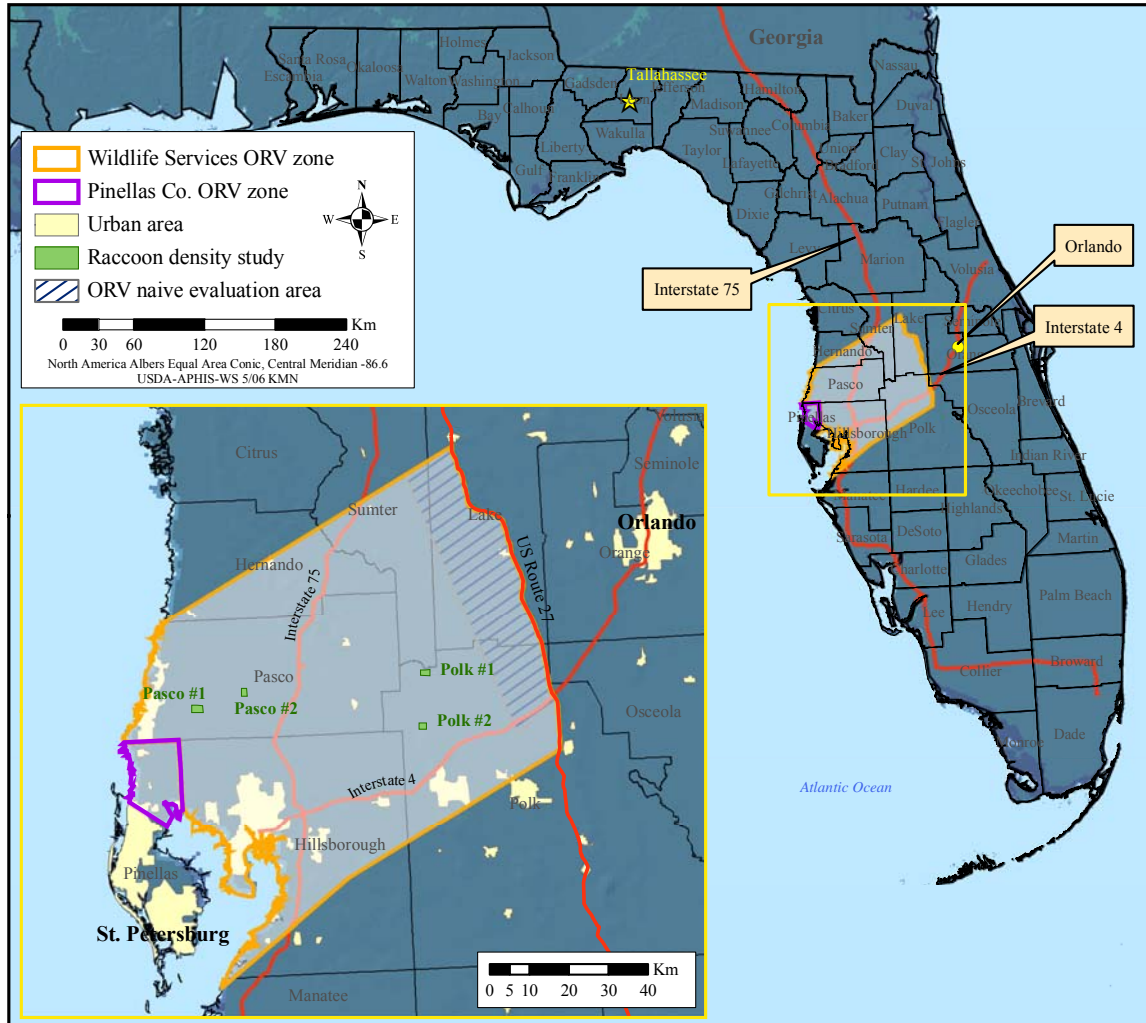 Georgia
Holmes
Jackson
Santa Rosa
Okaloosa
Escambia
Walton
Washington
Gadsden
Tallahassee
Jefferson
Hamilton
Nassau
Madison
Bay
Calhoun
Baker
Duval
Columbia
Suwannee
Wakulla
Liberty
Taylor
Lafayette
Union
Bradford
Clay
St. Johns
Gulf
Franklin
Gilchrist
Alachua
Putnam
Dixie
Flagler
Levy
Marion
Volusia
Orlando
Interstate 75
Citrus
Lake
Sumter
Seminole
Interstate 4
Hernando
Pasco
Osceola
Brevard
Pinellas
Hillsborough
Polk
Indian River
Manatee
Hardee
Okeechobee
St. Lucie
Highlands
DeSoto
Sarasota
Martin
Charlotte
Glades
Lee
Hendry
Palm Beach
Collier
Broward
Monroe
Dade
Atlantic Ocean
Wildlife Services ORV zone
Pinellas Co. ORV zone
Urban area
Raccoon density study
ORV naive evaluation area
N
W E
S
Km
0 30 60 120 180 240
North America Albers Equal Area Conic, Central Meridian -86.6
USDA-APHIS-WS 5/06 KMN
Volusia
Citrus
Seminole
Sumter
Lake
Orlando
Orange
Hernando
US Route 27
Interstate 75
Pasco
Polk #1
Pasco #1
Pasco #2
Polk #2
Osceola
Interstate 4
Polk
Hillsborough
Pinellas
St. Petersburg
Km
0 5 10 20 30 40
Manatee